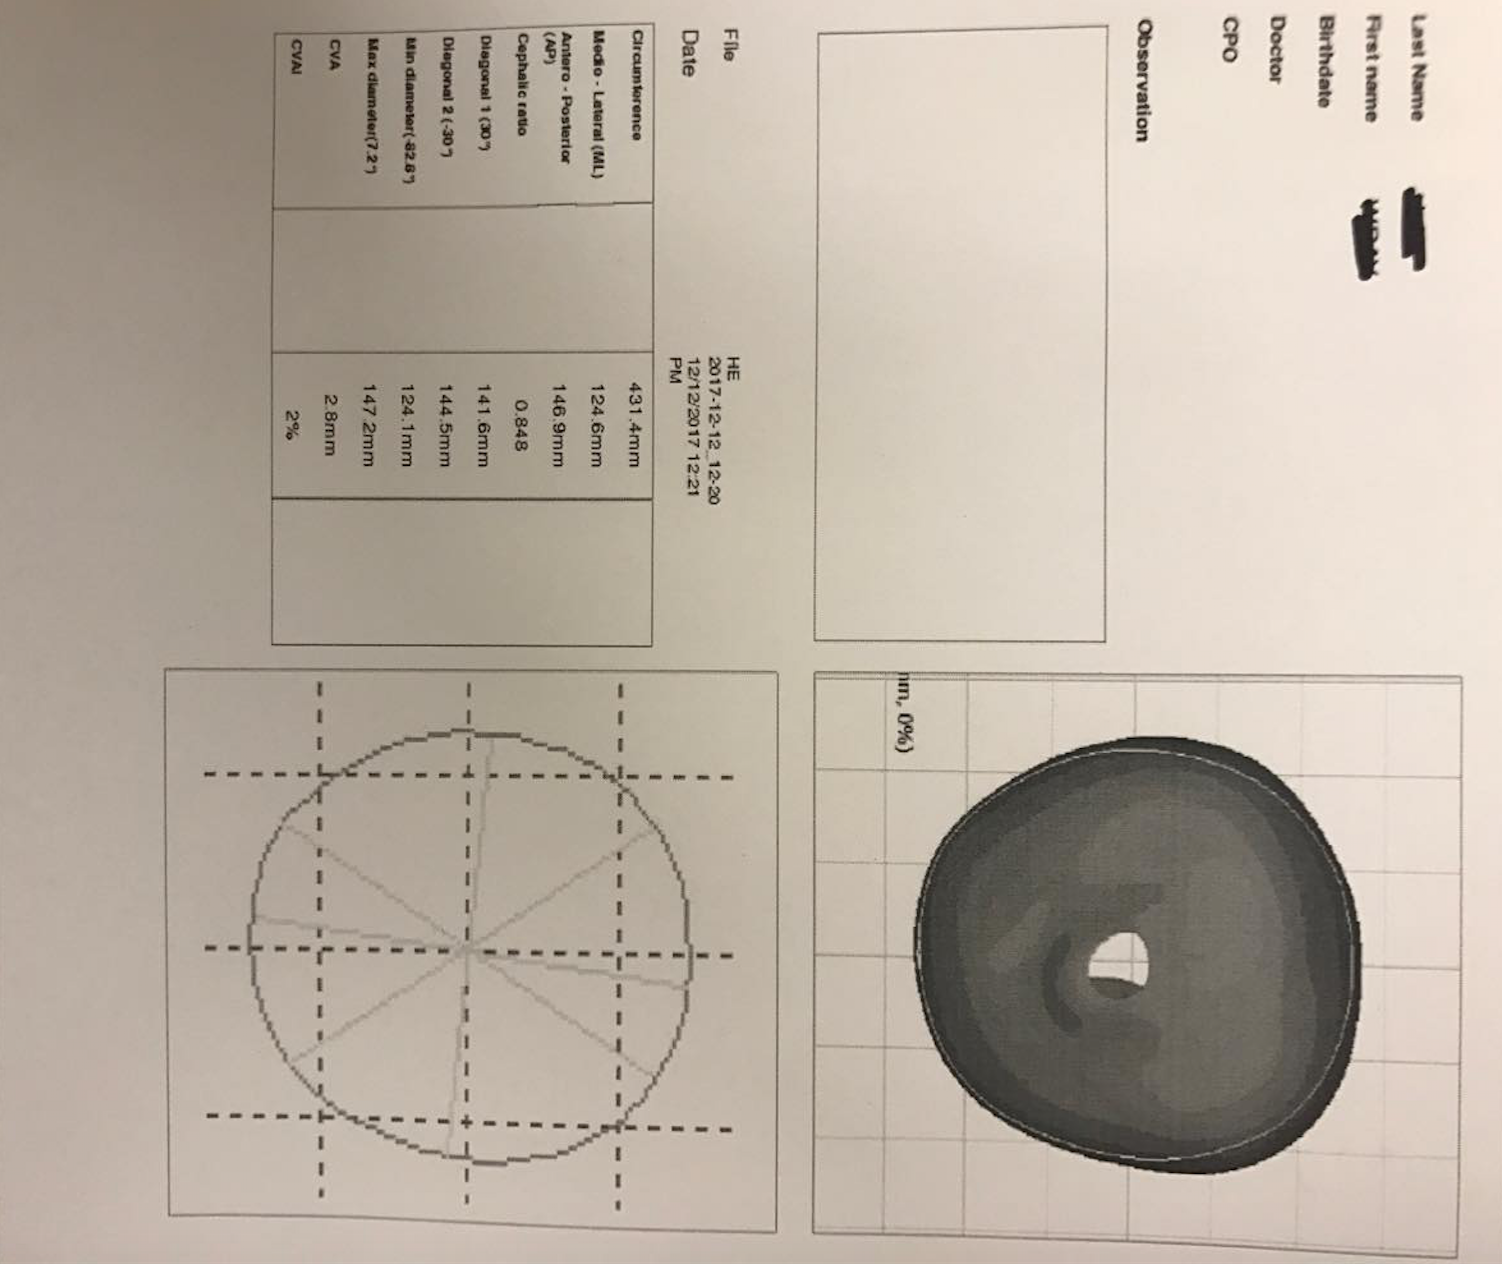 Last Name
First name
Birthdate
Doctor
CPO
Observation
nm, 0%)
File HE
2017-12-12_12-20
Date 12/12/2017 12:21
PM
Circumference 431.4mm
Medio - Lateral (ML) 124.6mm
Antero - Posterior
(AP) 146.9mm
Cephalic ratio 0.848
Diagonal 1 (30°) 141.6mm
Diagonal 2 (-30°) 144.5mm
Min diameter(-82.8°) 124.1mm
Max diameter(7.2°) 147.2mm
CVA 2.8mm
CVAI 2%